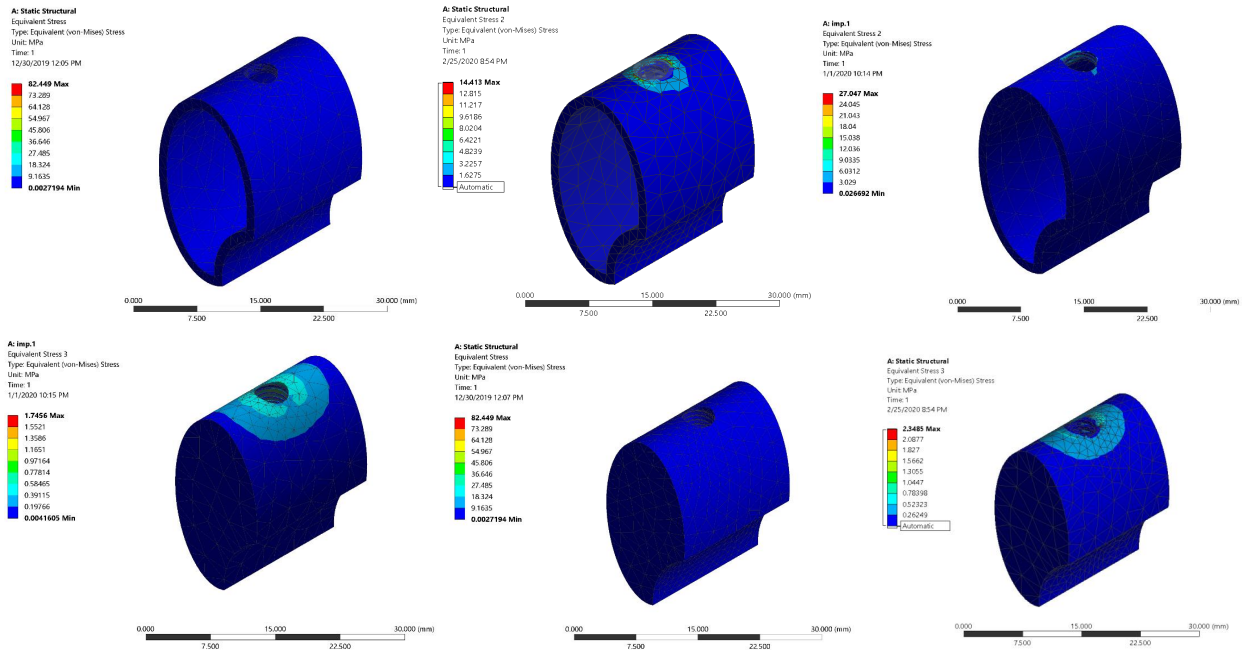 A: Static Structural
Equivalent Stress
Type: Equivalent (von-Mises) Stress
Unit: MPa
Time: 1
12/30/2019 12:05 PM
82.449 Max
73.289
64.128
54.967
45.806
36.646
27.485
18.324
9.1635
0.0027194 Min
0.000 15.000 30.000 (mm)
7.500 22.500
A: Static Structural
Equivalent Stress 2
Type: Equivalent (von-Mises) Stress
Unit: MPa
Time: 1
2/25/2020 8:54 PM
14.413 Max
12.815
11.217
9.6186
8.0204
6.4221
4.8239
3.2257
1.6275
Automatic
0.000 15.000 30.000 (mm)
7.500 22.500
A: imp.1
Equivalent Stress 2
Type: Equivalent (von-Mises) Stress
Unit: MPa
Time: 1
1/1/2020 10:14 PM
27.047 Max
24.045
21.043
18.04
15.038
12.036
9.0335
6.0312
3.029
0.026692 Min
0.000 15.000 30.000 (mm)
7.500 22.500
A: imp.1
Equivalent Stress 3
Type: Equivalent (von-Mises) Stress
Unit: MPa
Time: 1
1/1/2020 10:15 PM
1.7456 Max
1.5521
1.3586
1.1651
0.97164
0.77814
0.58465
0.39115
0.19766
0.0041605 Min
0.000 15.000 30.000 (mm)
7.500 22.500
A: Static Structural
Equivalent Stress
Type: Equivalent (von-Mises) Stress
Unit: MPa
Time: 1
12/30/2019 12:07 PM
82.449 Max
73.289
64.128
54.967
45.806
36.646
27.485
18.324
9.1635
0.0027194 Min
0.000 15.000 30.000 (mm)
7.500 22.500
A: Static Structural
Equivalent Stress 3
Type: Equivalent (von-Mises) Stress
Unit: MPa
Time: 1
2/25/2020 8:54 PM
2.3485 Max
2.0877
1.827
1.5662
1.3055
1.0447
0.78398
0.52323
0.26249
Automatic
0.000 15.000 30.000 (mm)
7.500 22.500